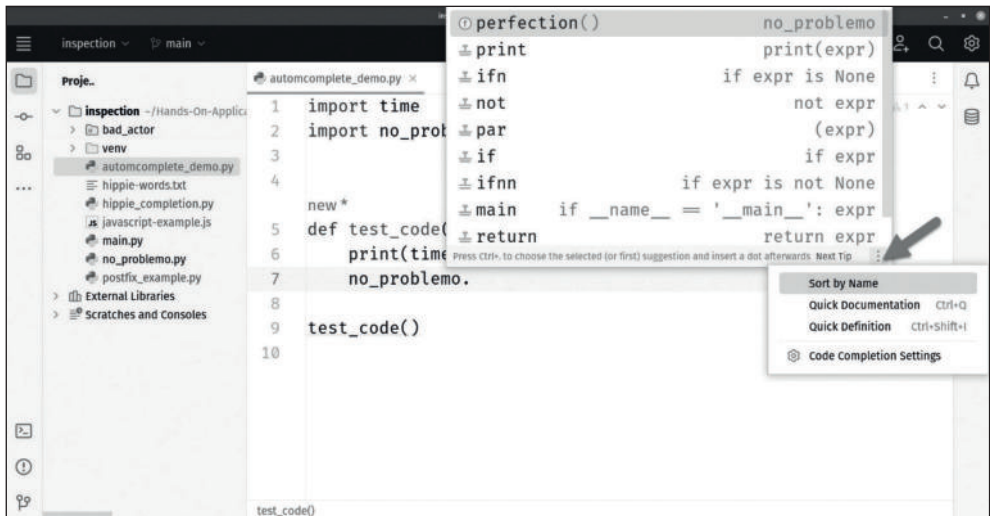 inspection main
Proje..
inspection ~/Hands-On-Applica
bad_actor
venv
automcomplete_demo.py
hippie-words.txt
hippie_completion.py
JS javascript-example.js
main.py
no_problemo.py
postfix_example.py
External Libraries
Scratches and Consoles
automcomplete_demo.py ×
1 import time
2 import no_prob
3
4
new *
5 def test_code(
6 print(time
7 no_problemo.
8
9 test_code()
10
perfection() no_problemo
print print(expr)
ifn if expr is None
not not expr
par (expr)
if if expr
ifnn if expr is not None
main if __name__ == '__main__': expr
return return expr
Press Ctrl+. to choose the selected (or first) suggestion and insert a dot afterwards Next Tip
Sort by Name
Quick Documentation Ctrl+Q
Quick Definition Ctrl+Shift+I
Code Completion Settings
test_code()